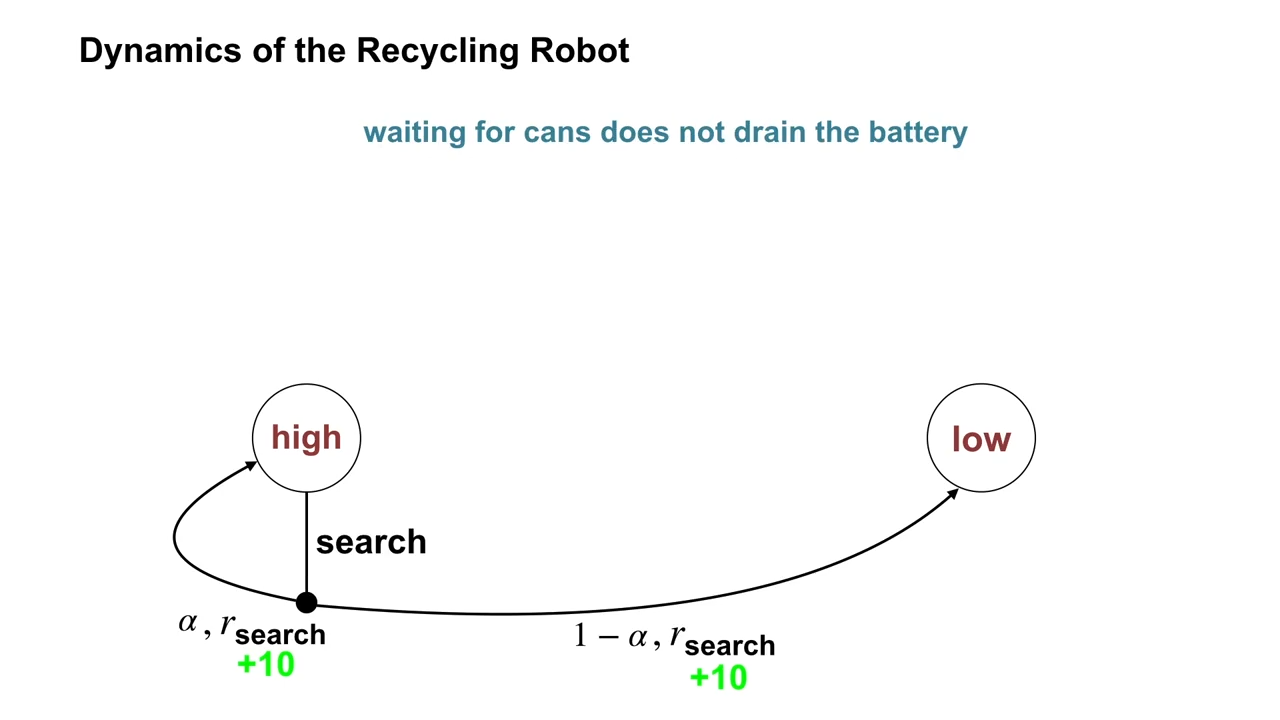 Dynamics of the Recycling Robot
waiting for cans does not drain the battery
high
low
search
α, r search
+10
1 − α, r search
+10